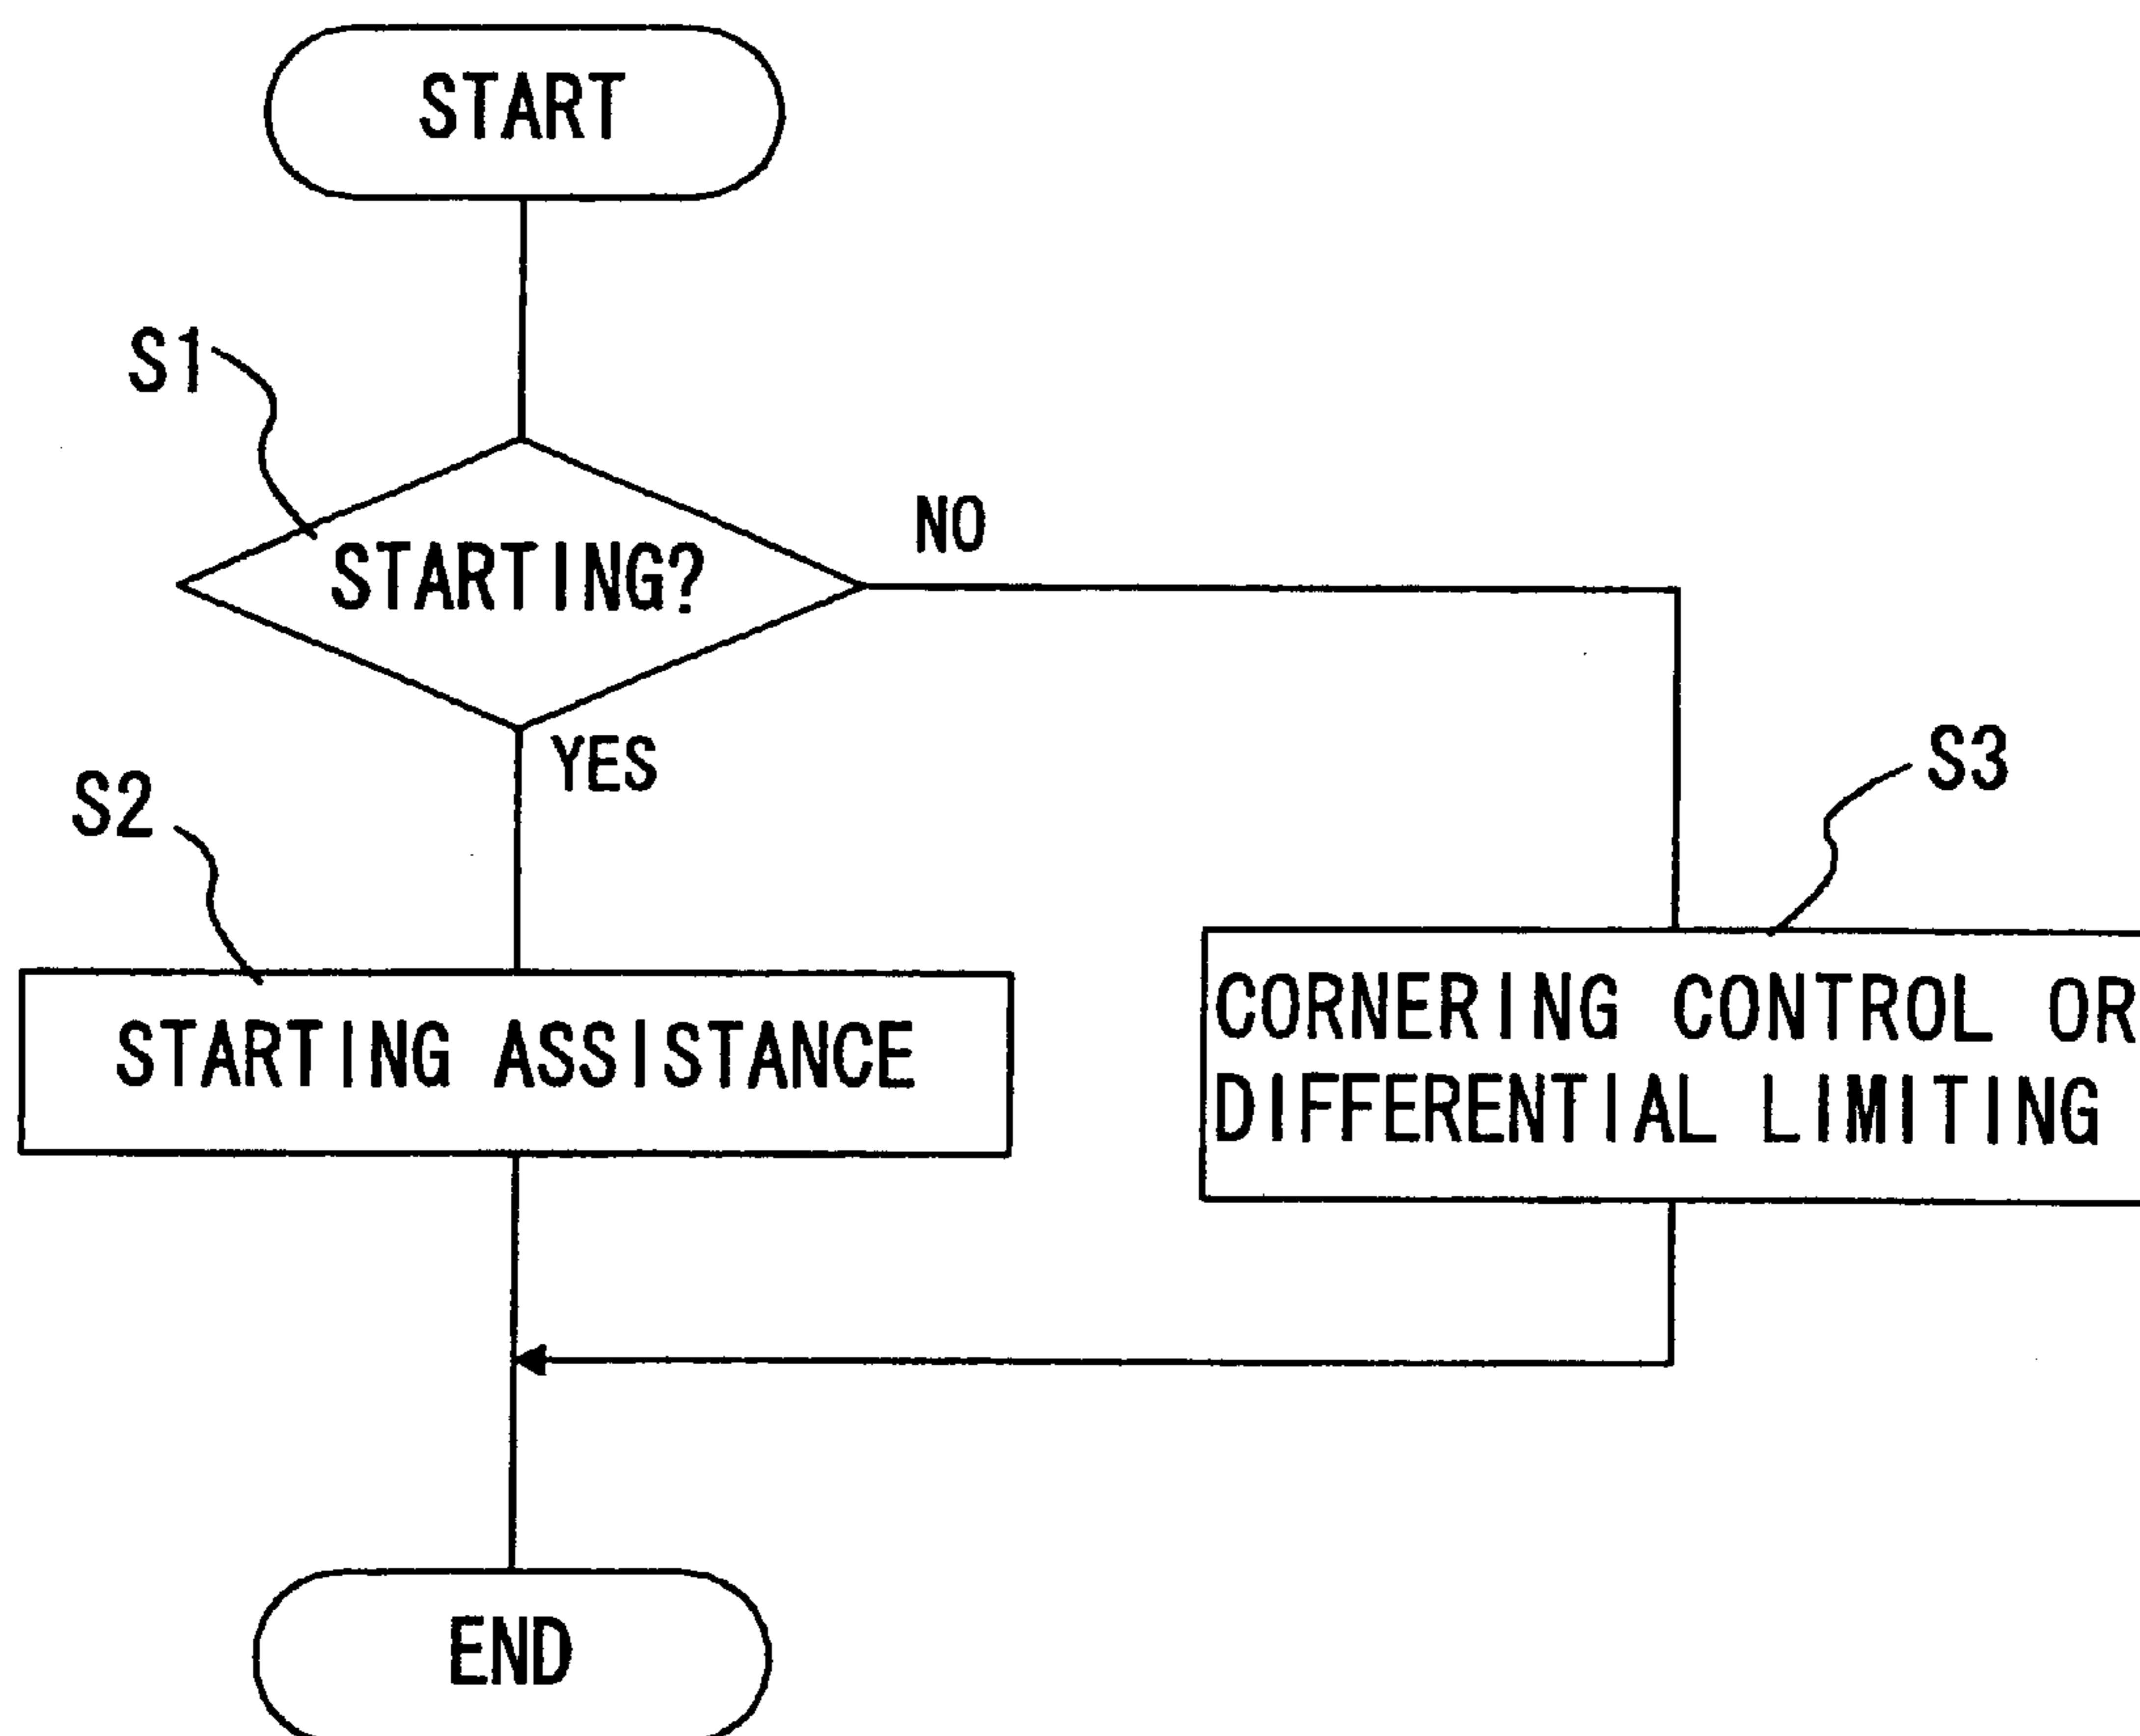 START
S1
STARTING?
NO
YES
S2
S3
STARTING ASSISTANCE
CORNERING CONTROL OR
DIFFERENTIAL LIMITING
END